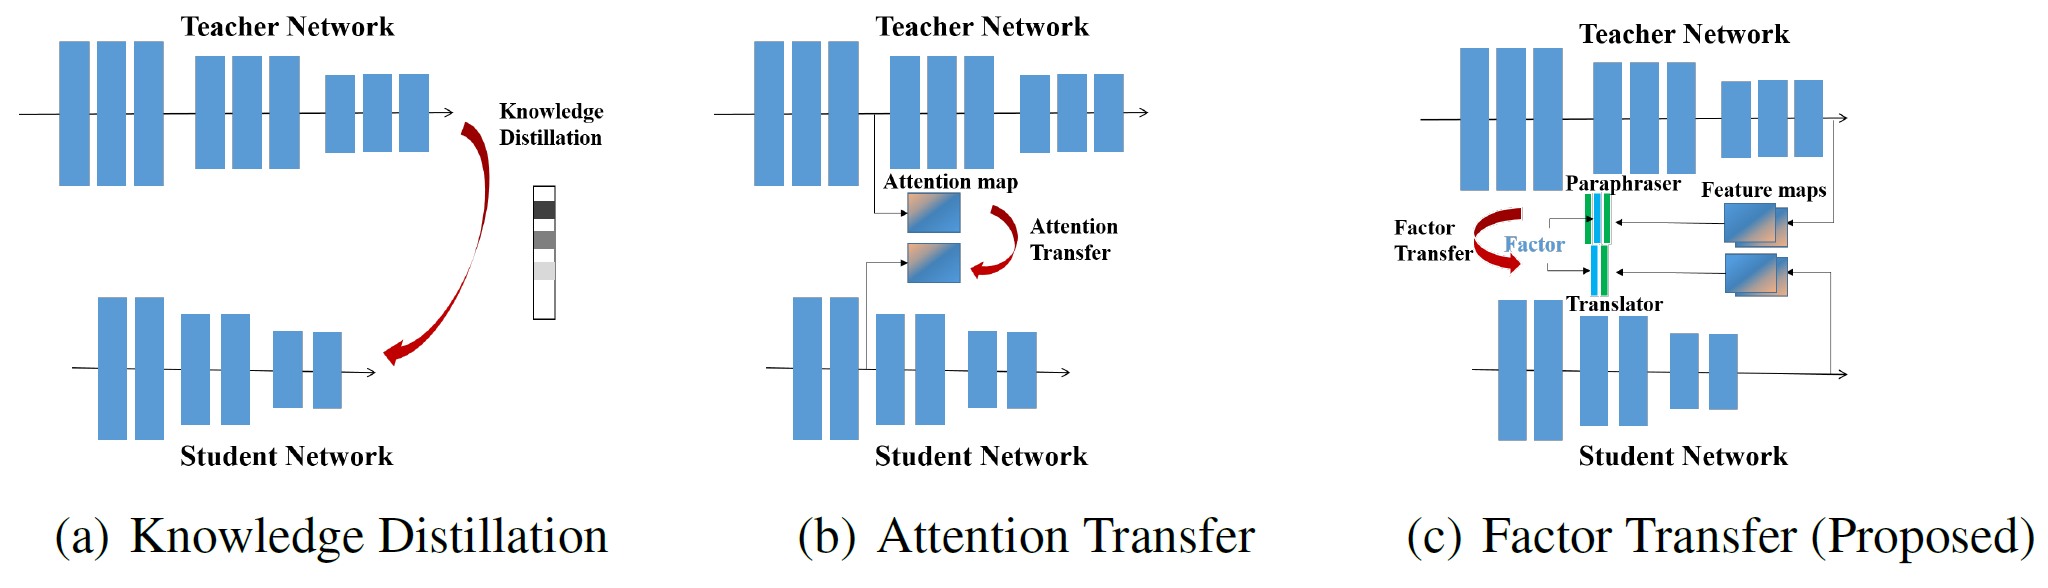 Teacher Network
Knowledge
Distillation
Student Network
(a) Knowledge Distillation
Teacher Network
Attention map
Attention
Transfer
Student Network
(b) Attention Transfer
Teacher Network
Paraphraser
Feature maps
Factor
Transfer
Factor
Translator
Student Network
(c) Factor Transfer (Proposed)